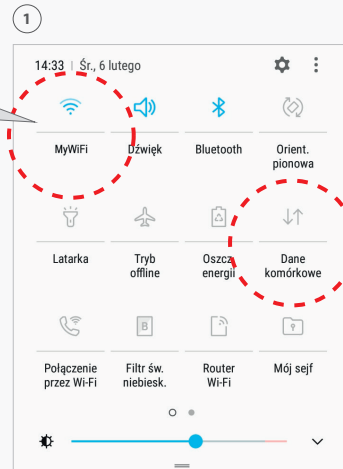 1
14:33 | Śr., 6 lutego
MyWiFi
Dźwięk
Bluetooth
Orient.
pionowa
Latarka
Tryb
offline
Oszcz.
energii
Dane
komórkowe
Połączenie
przez Wi-Fi
B
Filtr św.
niebiesk.
Router
Wi-Fi
Mój sejf